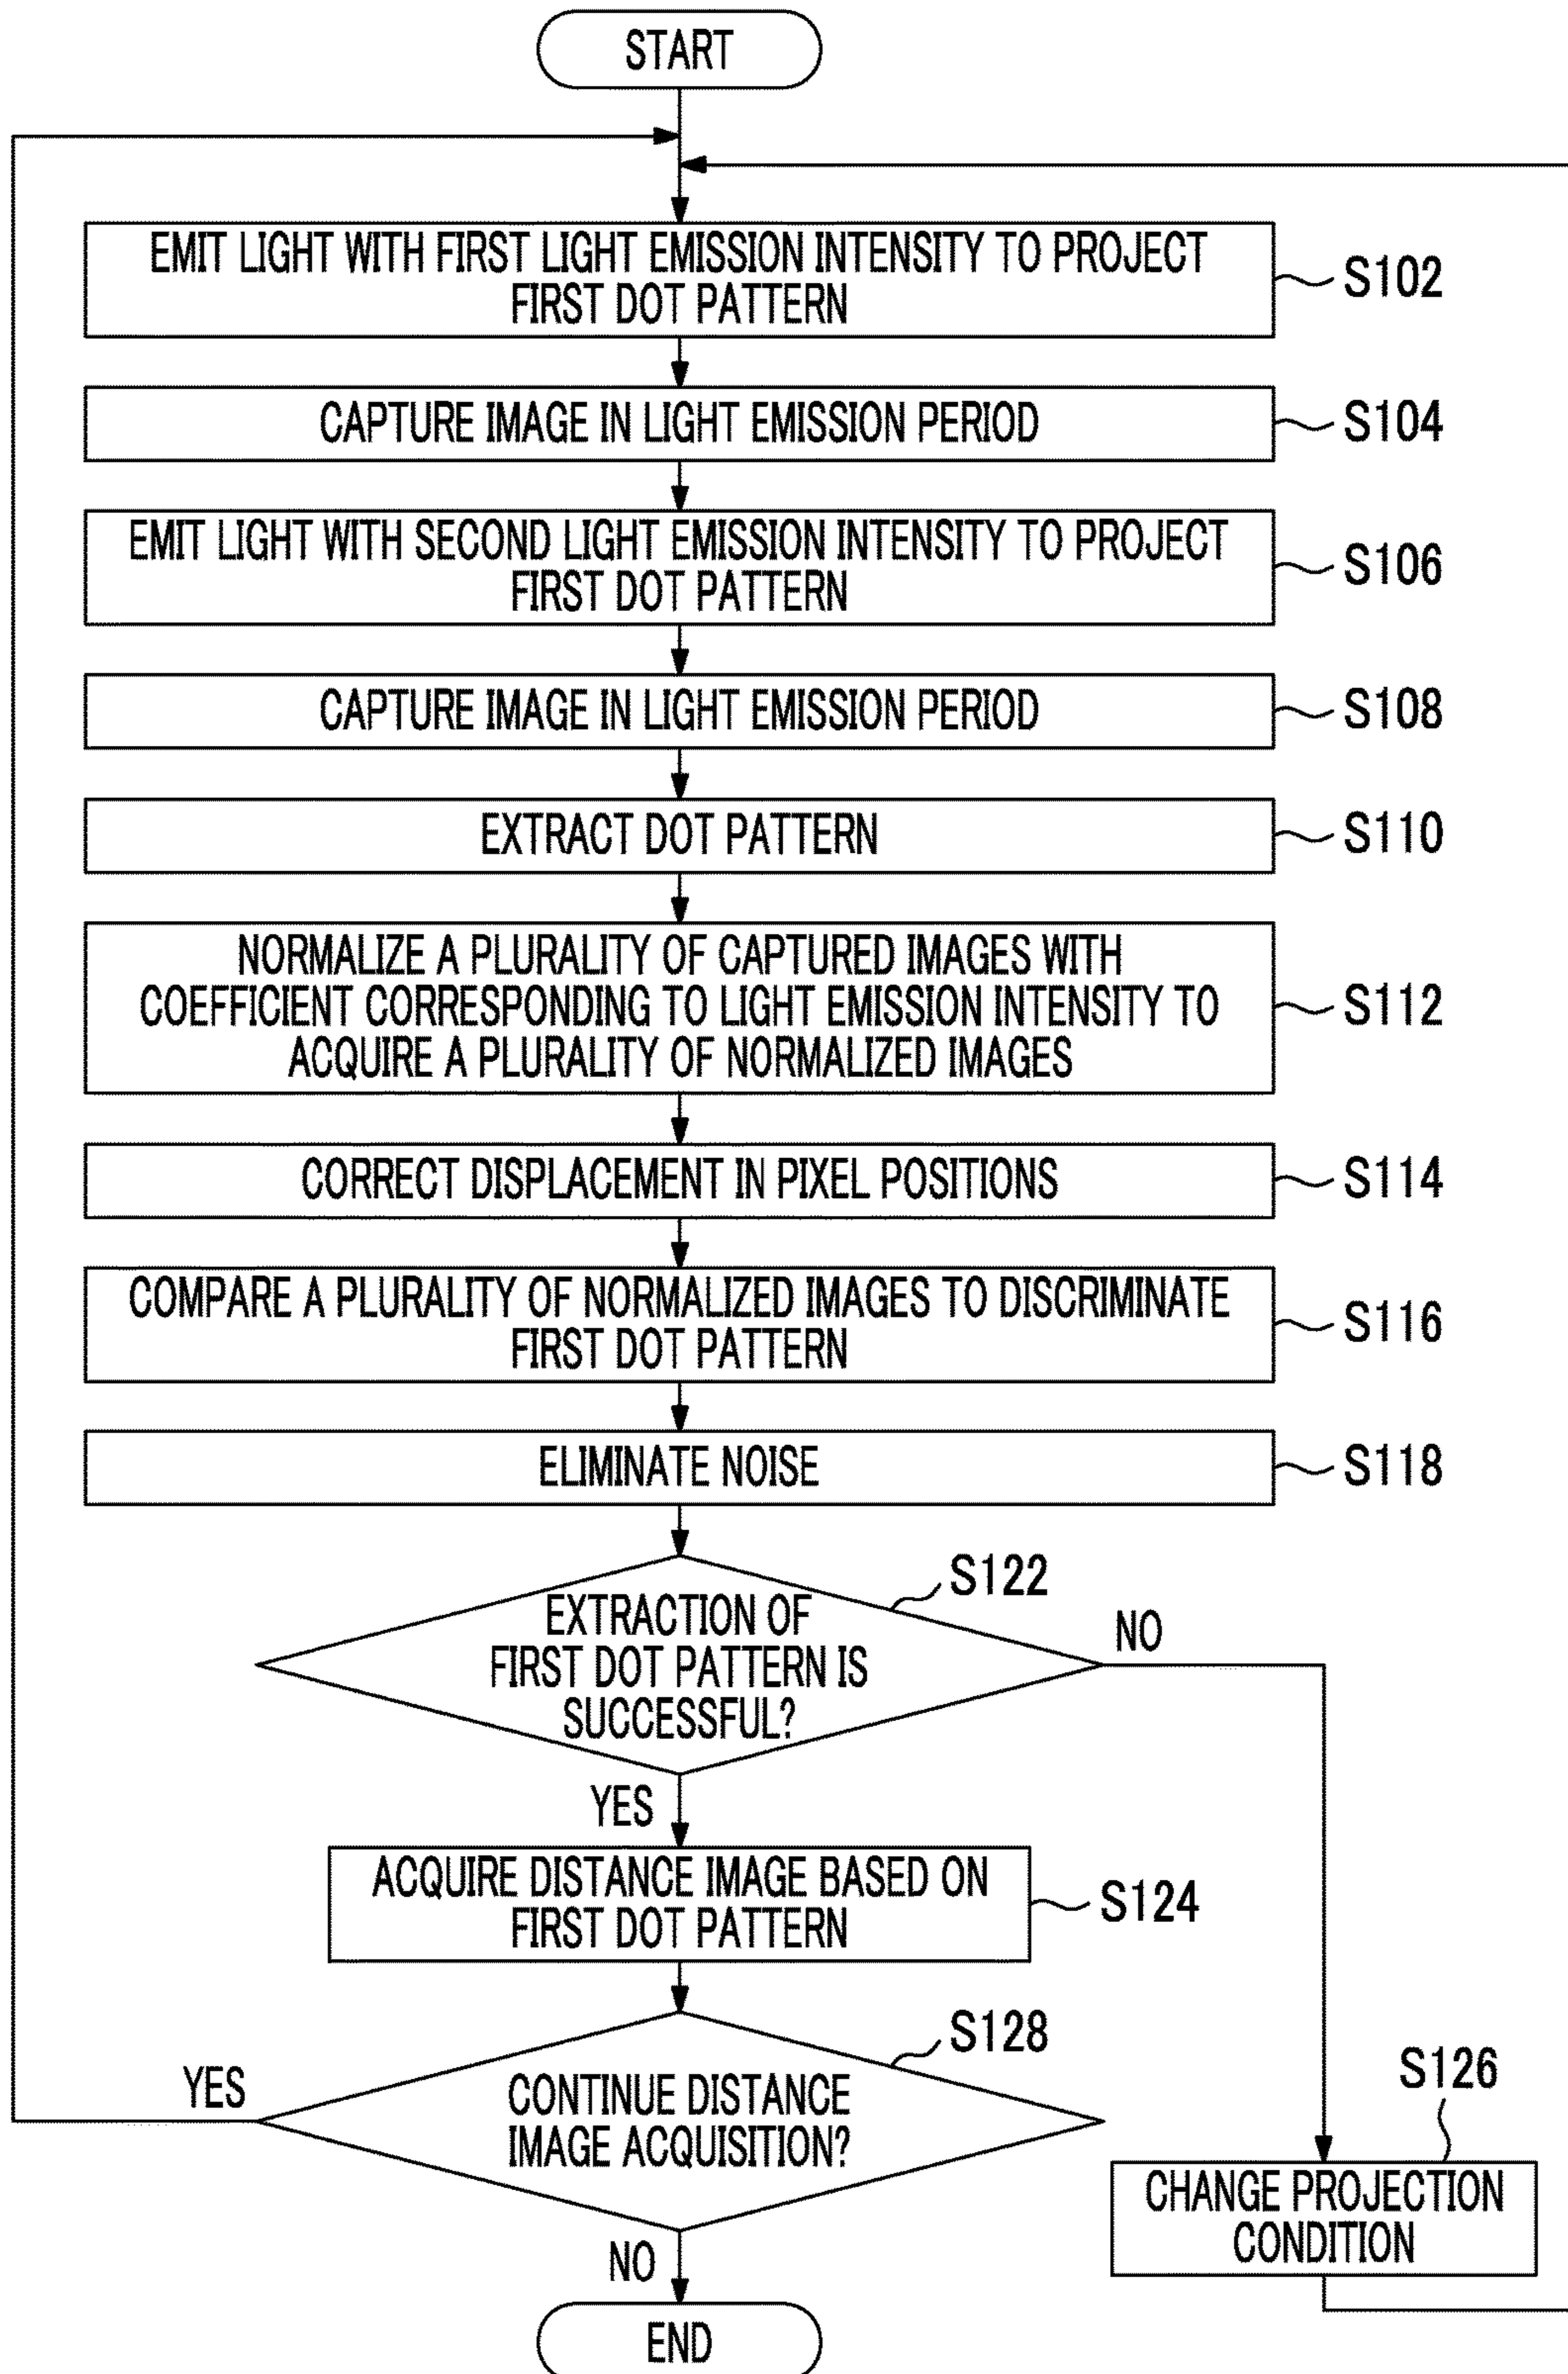 START
EMIT LIGHT WITH FIRST LIGHT EMISSION INTENSITY TO PROJECT
FIRST DOT PATTERN
S102
CAPTURE IMAGE IN LIGHT EMISSION PERIOD
S104
EMIT LIGHT WITH SECOND LIGHT EMISSION INTENSITY TO PROJECT
FIRST DOT PATTERN
S106
CAPTURE IMAGE IN LIGHT EMISSION PERIOD
S108
EXTRACT DOT PATTERN
S110
NORMALIZE A PLURALITY OF CAPTURED IMAGES WITH
COEFFICIENT CORRESPONDING TO LIGHT EMISSION INTENSITY TO
ACQUIRE A PLURALITY OF NORMALIZED IMAGES
S112
CORRECT DISPLACEMENT IN PIXEL POSITIONS
S114
COMPARE A PLURALITY OF NORMALIZED IMAGES TO DISCRIMINATE
FIRST DOT PATTERN
S116
ELIMINATE NOISE
S118
S122
EXTRACTION OF
FIRST DOT PATTERN IS
SUCCESSFUL?
NO
YES
ACQUIRE DISTANCE IMAGE BASED ON
FIRST DOT PATTERN
S124
S128
CONTINUE DISTANCE
IMAGE ACQUISITION?
YES
S126
CHANGE PROJECTION
CONDITION
NO
END